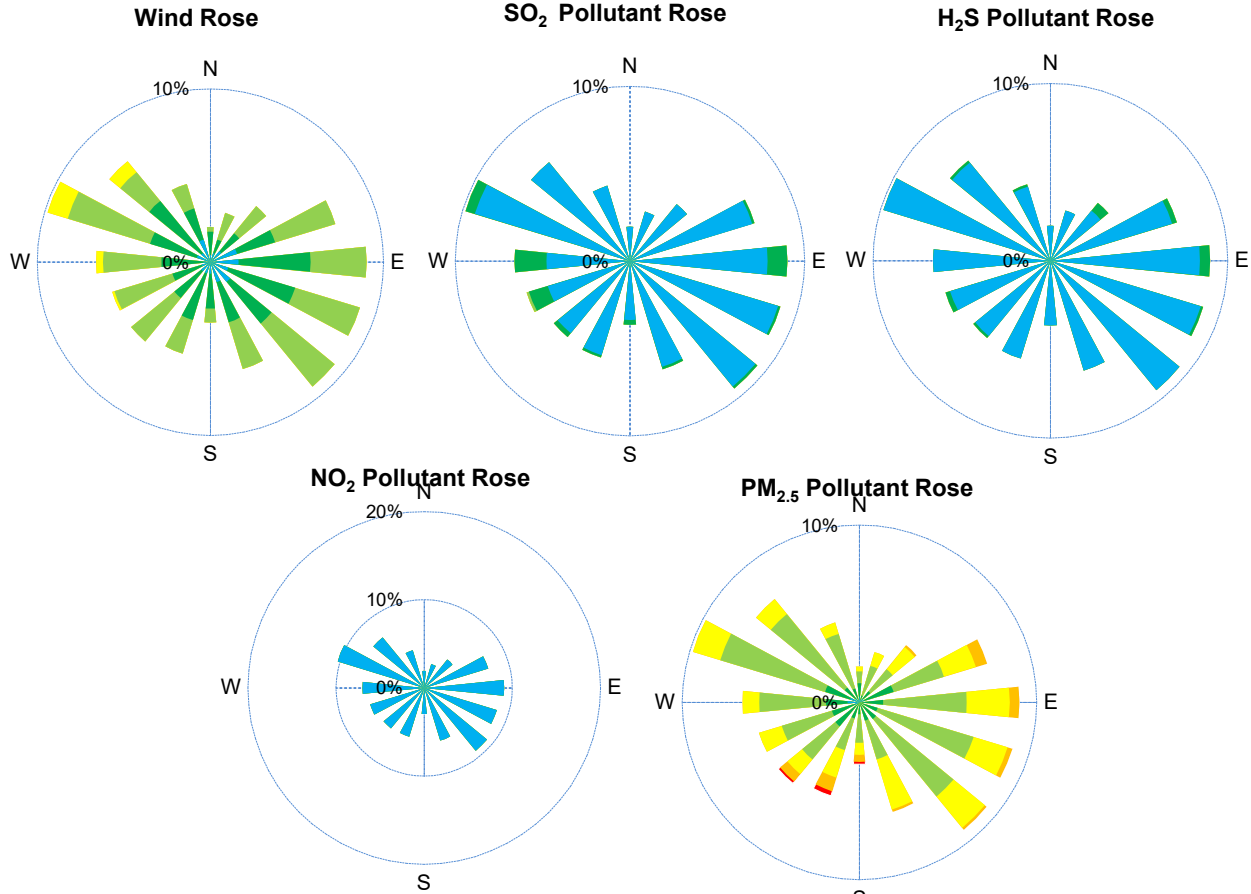 Wind Rose
SO₂ Pollutant Rose
H₂S Pollutant Rose
N
10%
W
0%
E
S
N
10%
W
0%
E
S
N
10%
W
0%
E
S
NO₂ Pollutant Rose
PM₂.₅ Pollutant Rose
N
20%
10%
W
0%
E
S
N
10%
W
0%
E
S